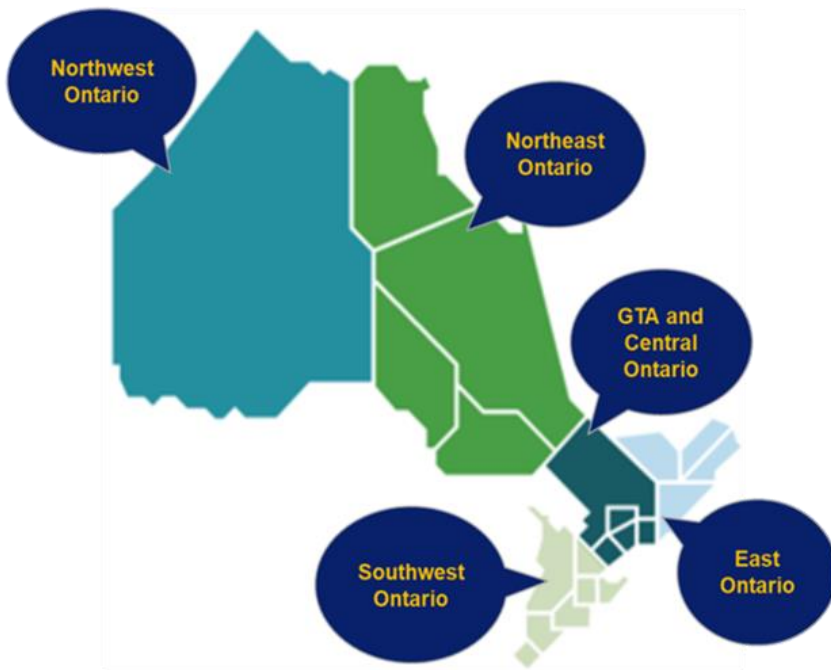 Northwest
Ontario
Northeast
Ontario
GTA and
Central
Ontario
Southwest
Ontario
East
Ontario